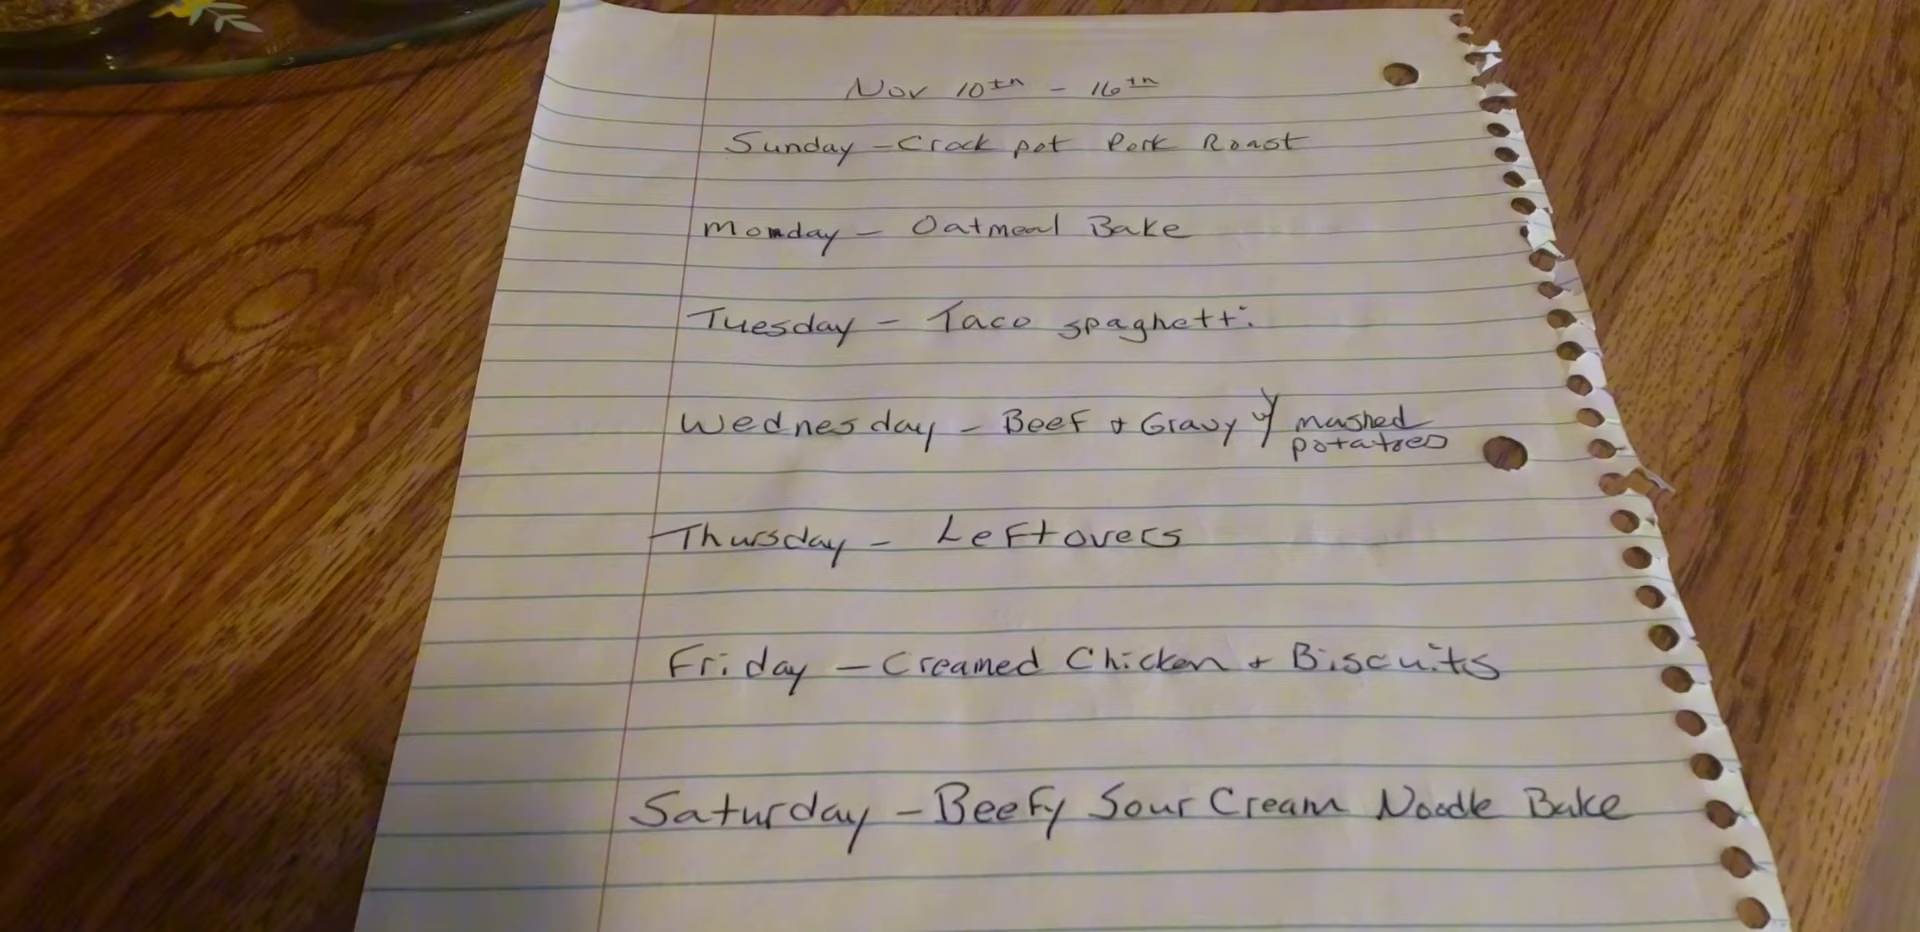 Nov 10th - 16th
Sunday - Crock pot Pork Roast
Monday - Oatmeal Bake
Tuesday - Taco spaghetti
Wednesday - Beef + Gravy w/ mashed
potatoes
Thursday - Leftovers
Friday - Creamed Chicken + Biscuits
Saturday - Beefy Sour Cream Noodle Bake